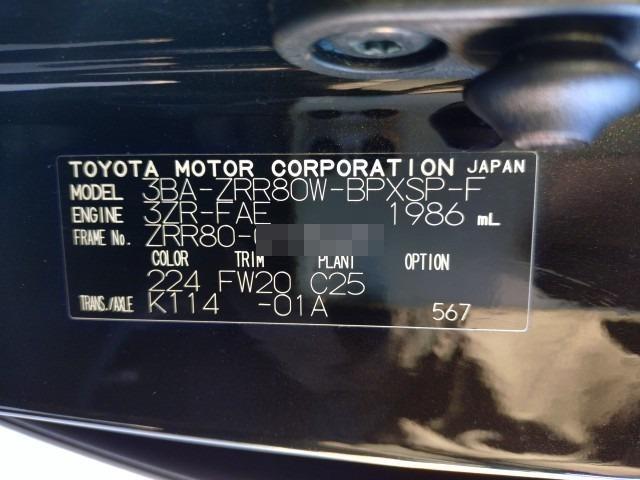 TOYOTA MOTOR CORPORATION JAPAN
MODEL 3BA-ZRR80W-BPXSP-F
ENGINE 3ZR-FAE 1986 mL
FRAME No. ZRR80-
COLOR TRIM PLANT OPTION
224 FW20 C25
TRANS./AXLE K114 -01A 567